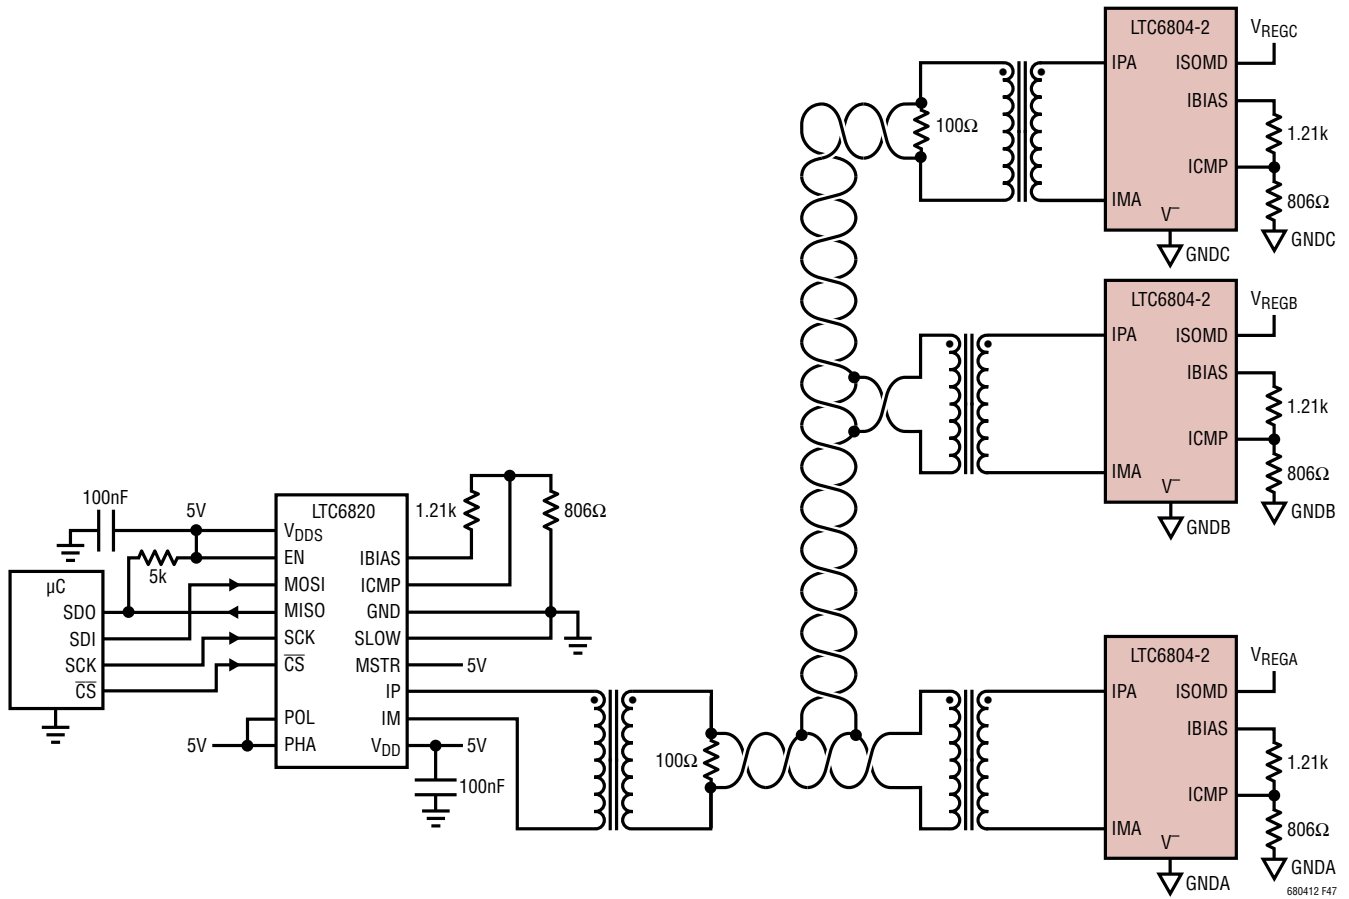 LTC6804-2
VREGC
IPA
ISOMD
IBIAS
100Ω
1.21k
ICMP
IMA
806Ω
V–
GNDC
GNDC
LTC6804-2
VREGB
IPA
ISOMD
IBIAS
1.21k
ICMP
IMA
806Ω
V–
GNDB
GNDB
100nF
5V
LTC6820
1.21k
806Ω
VDDS
EN
IBIAS
5k
µC
MOSI
ICMP
SDO
MISO
GND
SDI
SCK
SLOW
SCK
CS
MSTR
5V
CS
IP
POL
IM
5V
PHA
VDD
5V
100nF
100Ω
LTC6804-2
VREGA
IPA
ISOMD
IBIAS
1.21k
ICMP
IMA
806Ω
V–
GNDA
GNDA
680412 F47